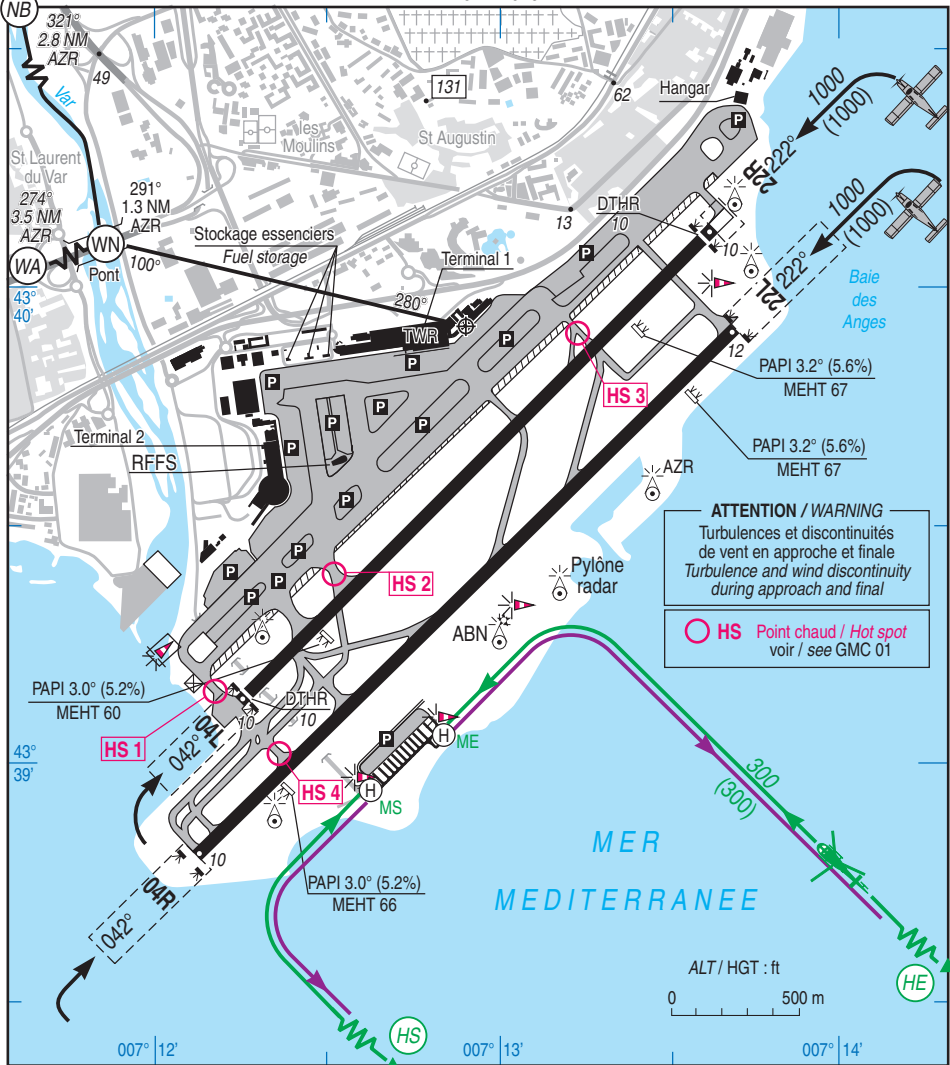 NB
321°
2.8 NM
AZR
49
Var
131
62
Hangar
P
1000
(1000)
222°
22R
St Augustin
les
Moulins
St Laurent
du Var
274°
3.5 NM
AZR
291°
1.3 NM
AZR
WN
WA
Pont
100°
13
DTHR
10
10
1000
(1000)
222°
22L
Stockage essenciers
Fuel storage
Terminal 1
P
280°
TWR
43°
40'
Baie
des
Anges
P
P
P
12
HS 3
PAPI 3.2° (5.6%)
MEHT 67
P
P
P
Terminal 2
RFFS
PAPI 3.2° (5.6%)
MEHT 67
AZR
P
ATTENTION / WARNING
Turbulences et discontinuités
de vent en approche et finale
Turbulence and wind discontinuity
during approach and final
P
P
P
P
HS 2
Pylône
radar
ABN
HS Point chaud / Hot spot
voir / see GMC 01
PAPI 3.0° (5.2%)
MEHT 60
DTHR
10
10
04L
042°
HS 1
P
H
ME
43°
39'
HS 4
H
MS
300
(300)
10
PAPI 3.0° (5.2%)
MEHT 66
04R
042°
MER
MEDITERRANEE
ALT / HGT : ft
0
500 m
HE
HS
007° 12'
007° 13'
007° 14'